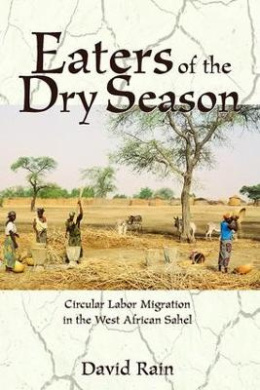 Eaters of the
Dry Season
Circular Labor Migration
in the West African Sahel
David Rain